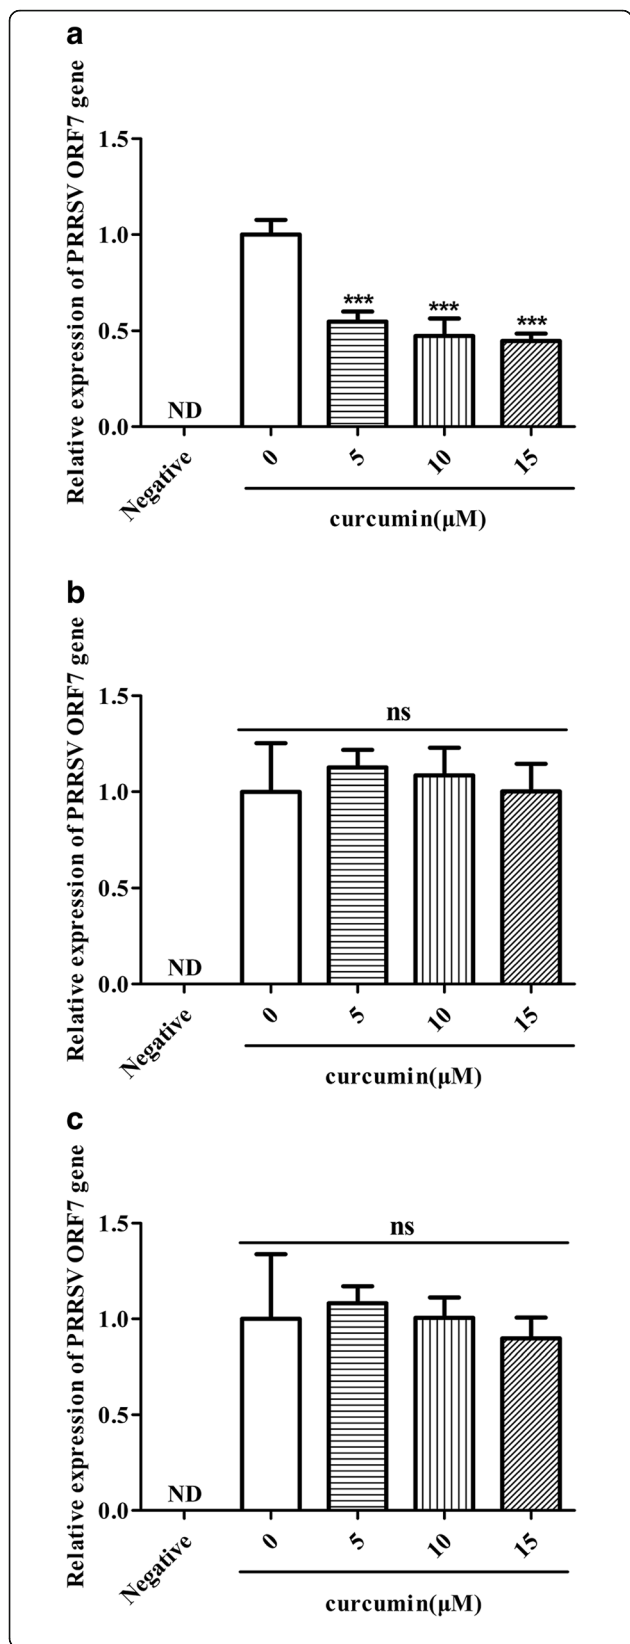 a
Relative expression of PRRSV ORF7 gene
1.5
1.0
0.5
0.0
*** *** ***
ND
Negative 0 5 10 15
curcumin(μM)
b
Relative expression of PRRSV ORF7 gene
1.5
1.0
0.5
0.0
ns
ND
Negative 0 5 10 15
curcumin(μM)
c
Relative expression of PRRSV ORF7 gene
1.5
1.0
0.5
0.0
ns
ND
Negative 0 5 10 15
curcumin(μM)